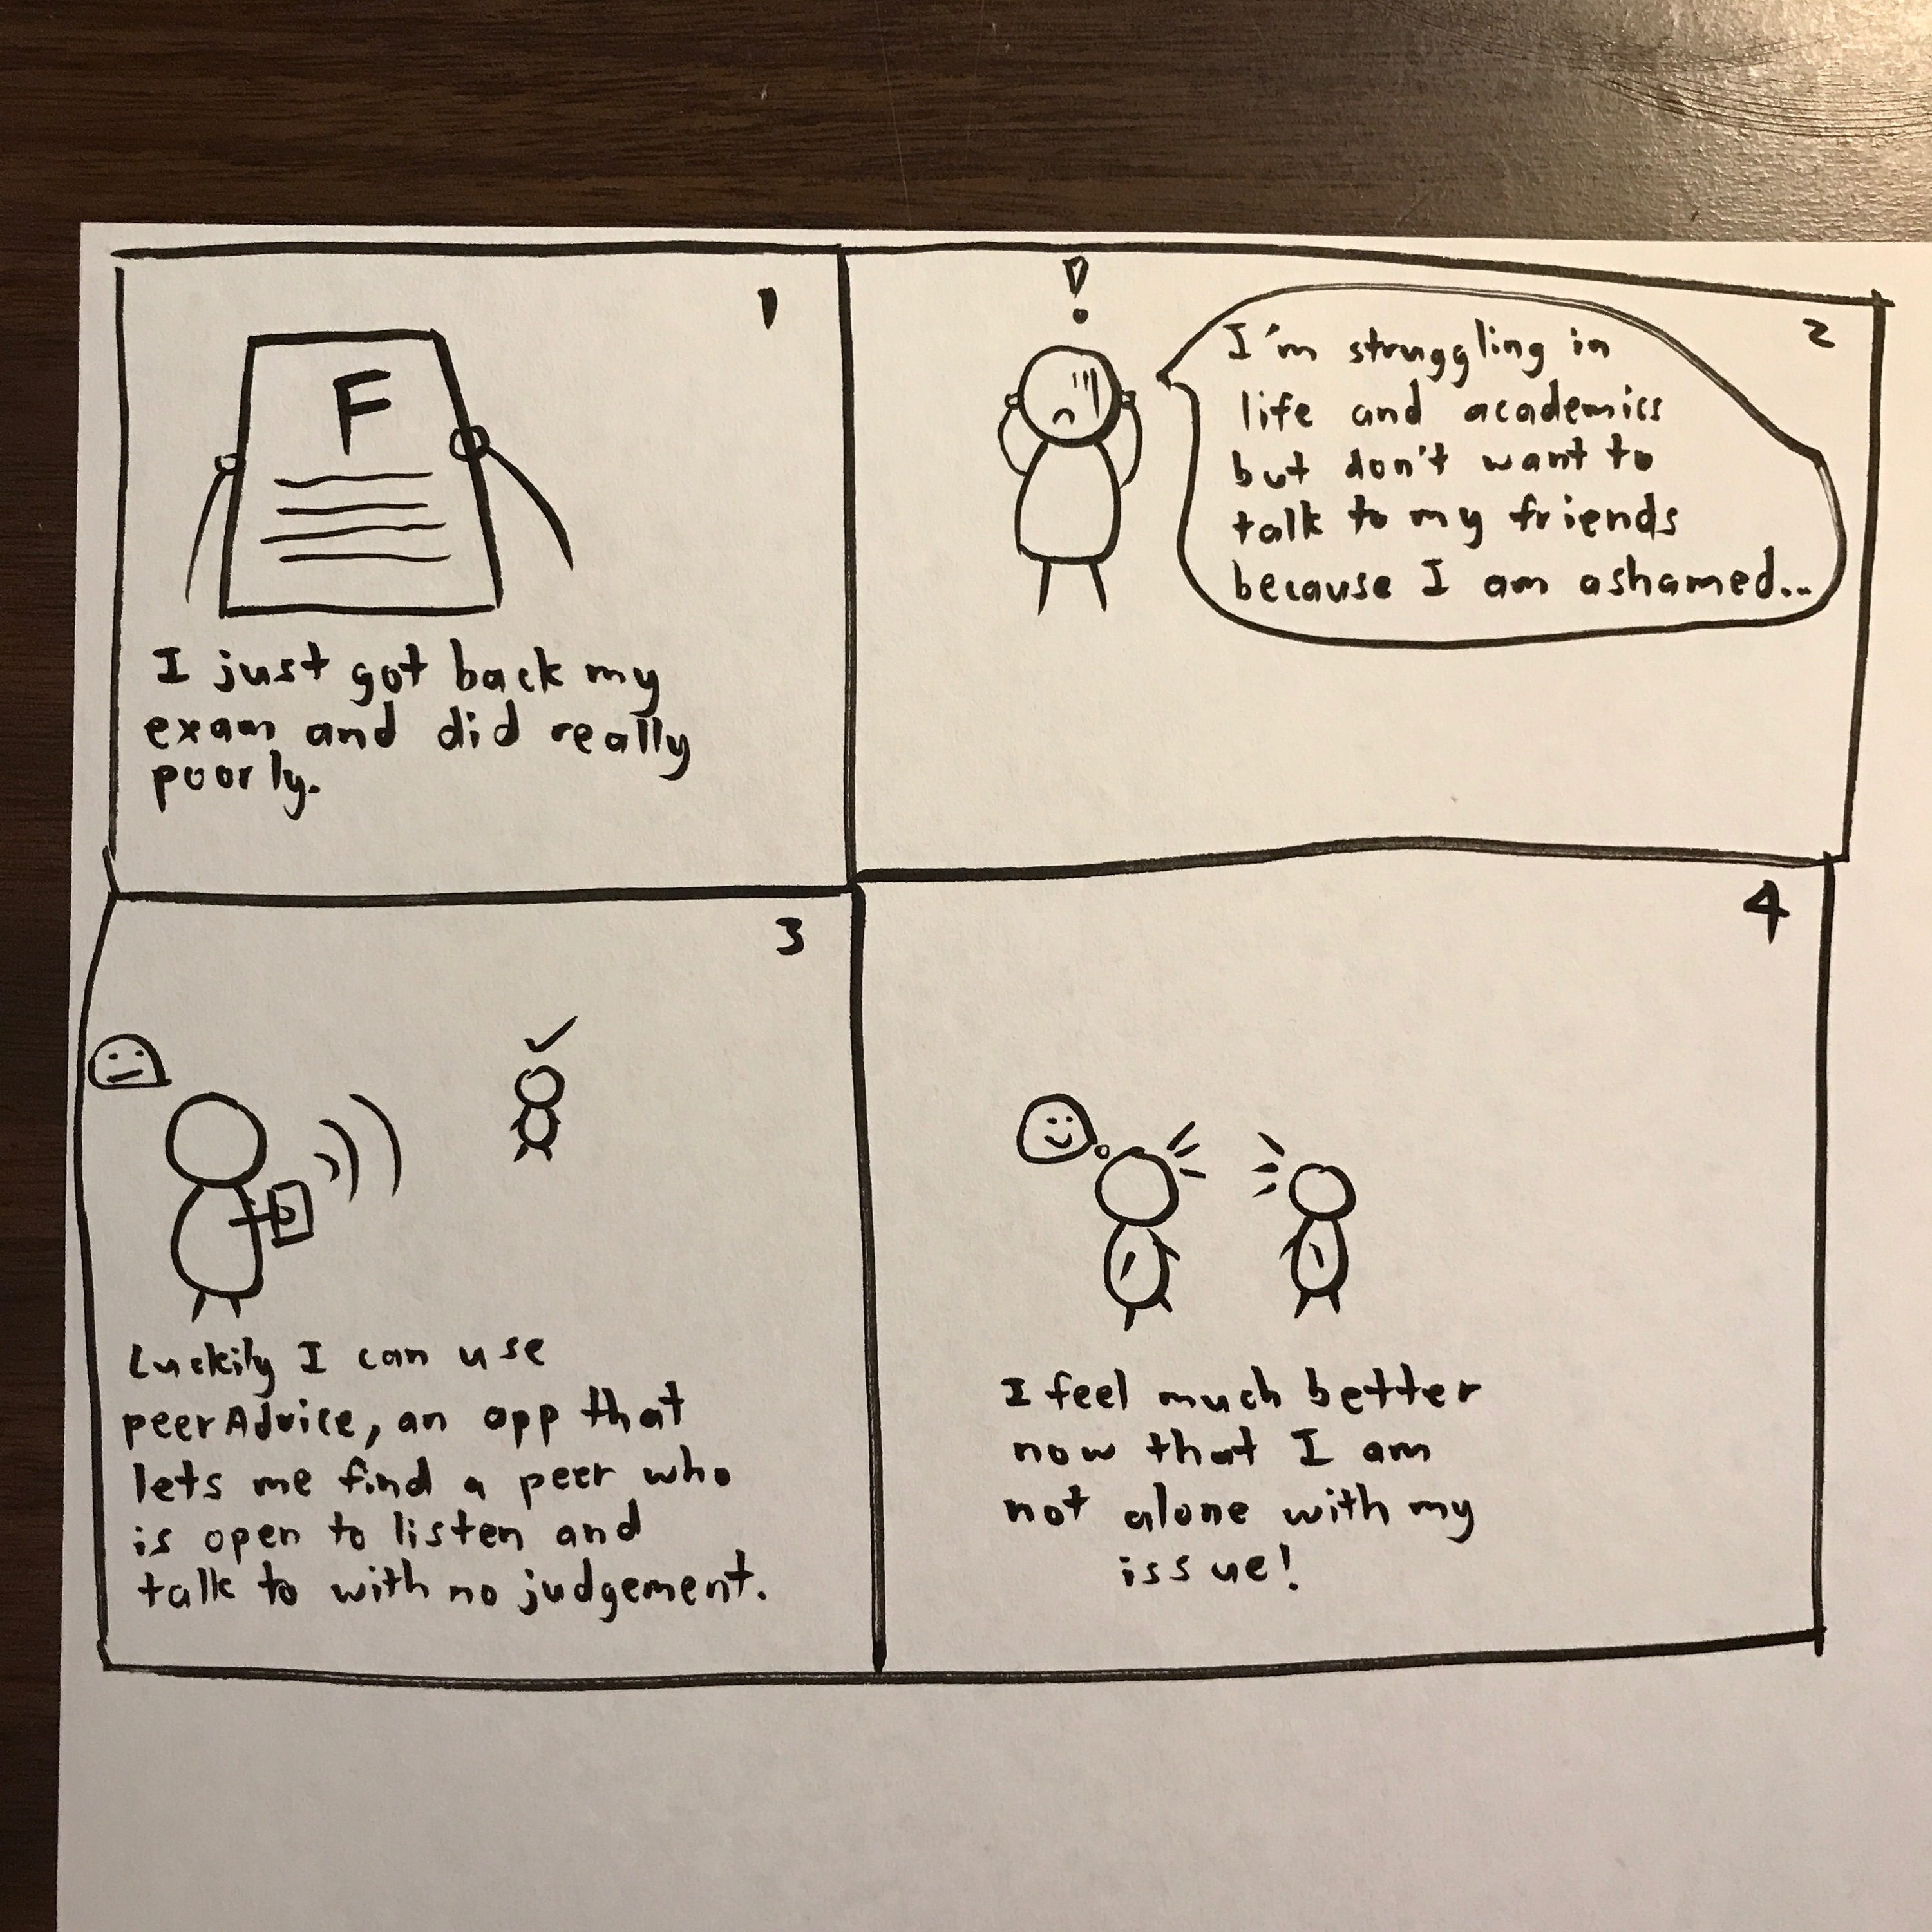 1
F
I just got back my
exam and did really
poorly.
2
!
I'm struggling in
life and academics
but don't want to
talk to my friends
because I am ashamed...
3
Luckily I can use
peerAdvice, an app that
lets me find a peer who
is open to listen and
talk to with no judgement.
4
I feel much better
now that I am
not alone with my
issue!